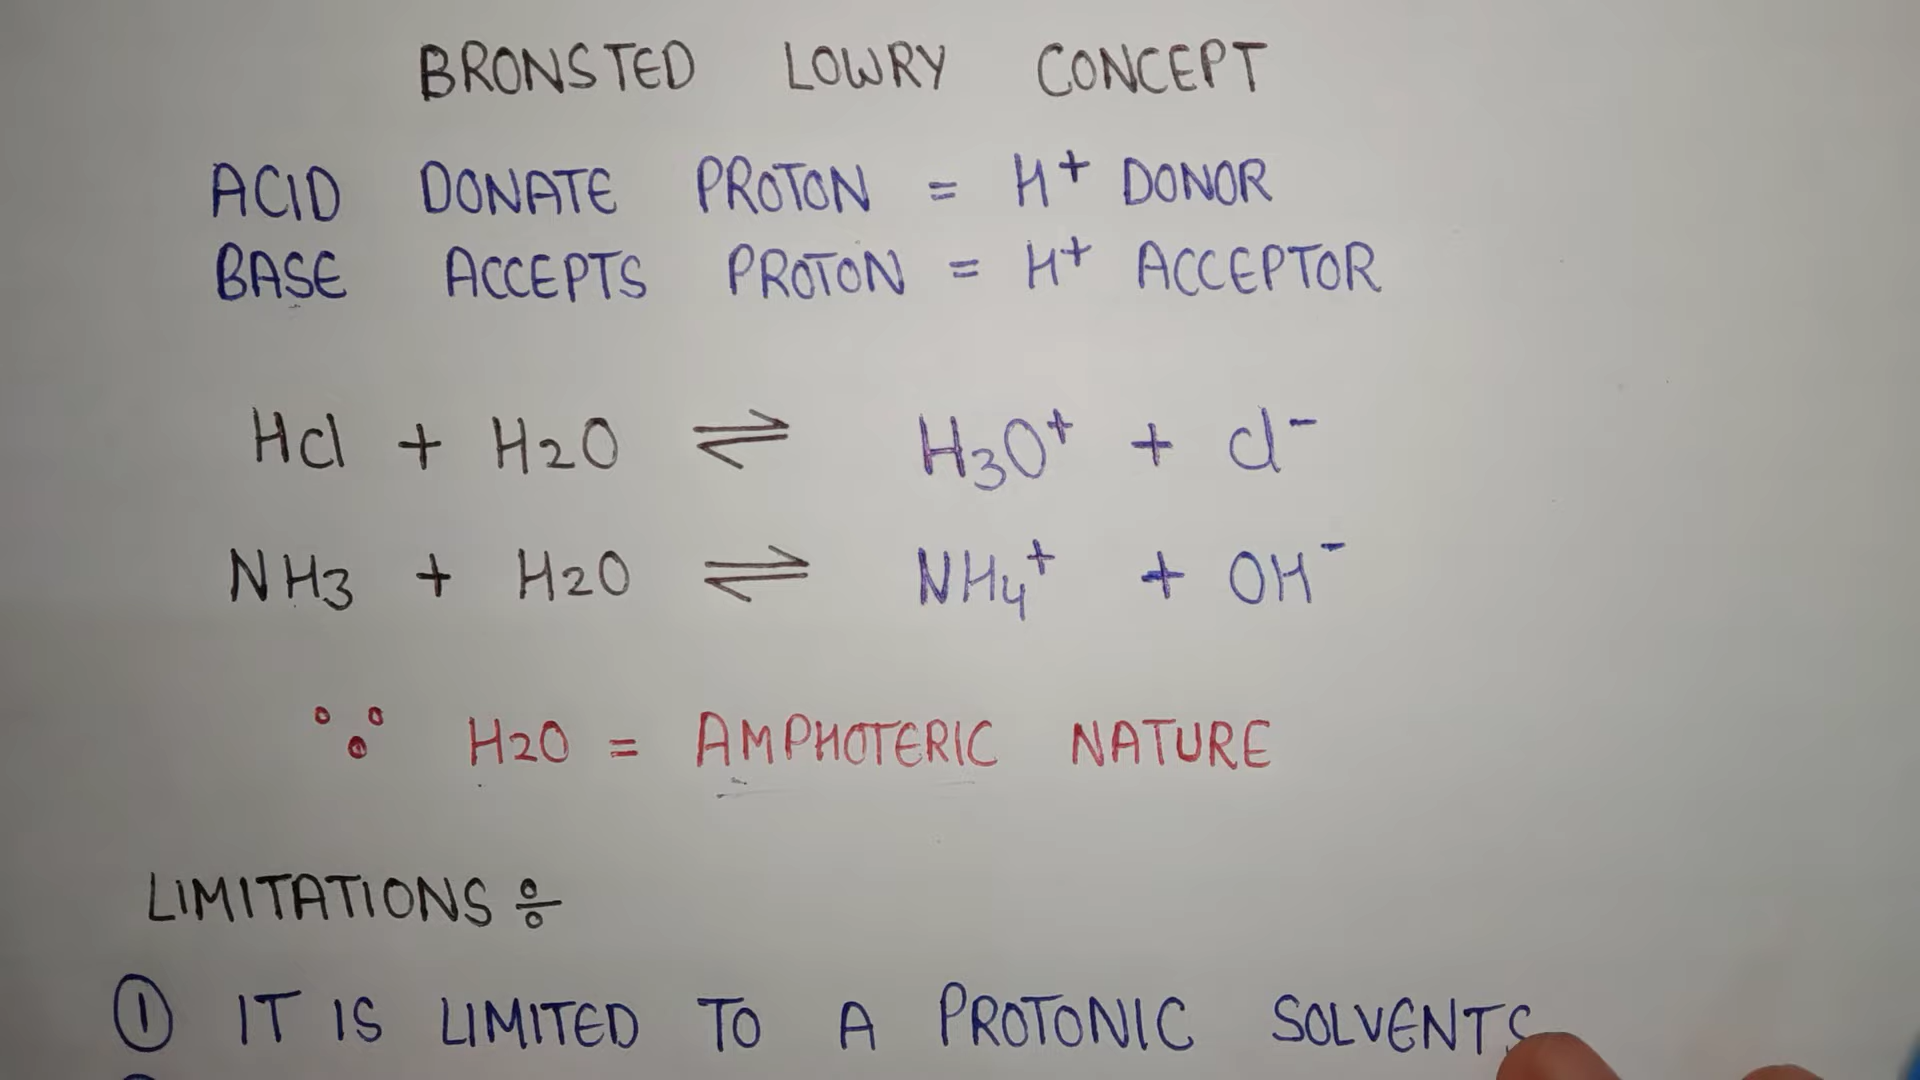 BRONSTED LOWRY CONCEPT
ACID DONATE PROTON = H+ DONOR
BASE ACCEPTS PROTON = H+ ACCEPTOR
HCl + H2O ⇌ H3O+ + Cl-
NH3 + H2O ⇌ NH4+ + OH-
∵ H2O = AMPHOTERIC NATURE
LIMITATIONS ÷
① IT IS LIMITED TO A PROTONIC SOLVENTS